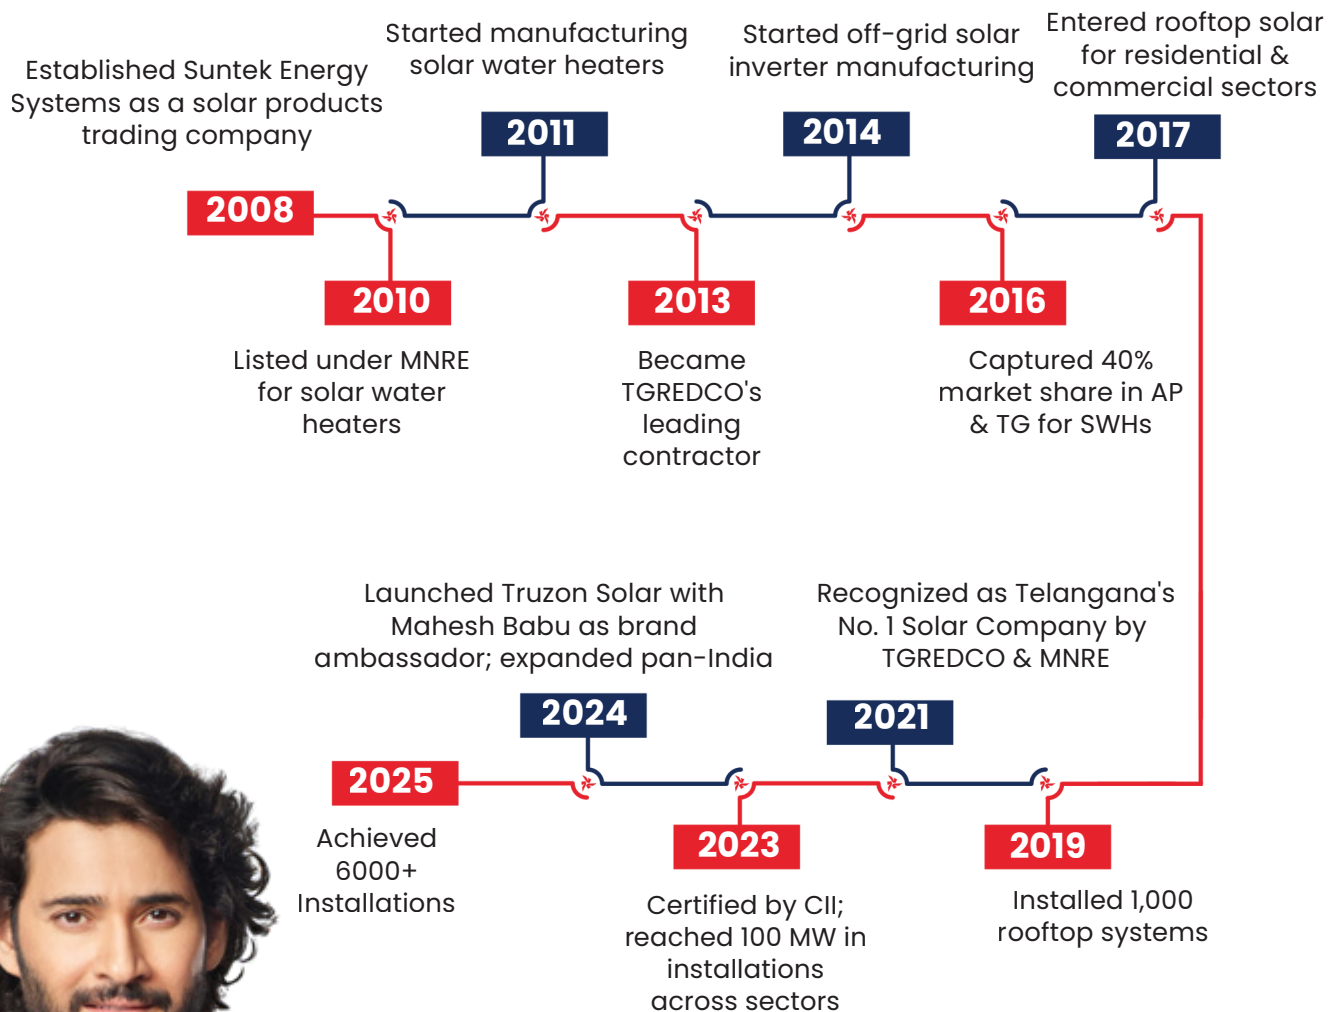 Established Suntek Energy
Systems as a solar products
trading company
2008
Listed under MNRE
for solar water
heaters
2010
Started manufacturing
solar water heaters
2011
2013
Became
TGREDCO's
leading
contractor
Started off-grid solar
inverter manufacturing
2014
2016
Captured 40%
market share in AP
& TG for SWHs
Entered rooftop solar
for residential &
commercial sectors
2017
2019
Installed 1,000
rooftop systems
Recognized as Telangana's
No. 1 Solar Company by
TGREDCO & MNRE
2021
2023
Certified by CII;
reached 100 MW in
installations
across sectors
Launched Truzon Solar with
Mahesh Babu as brand
ambassador; expanded pan-India
2024
2025
Achieved
6000+
Installations